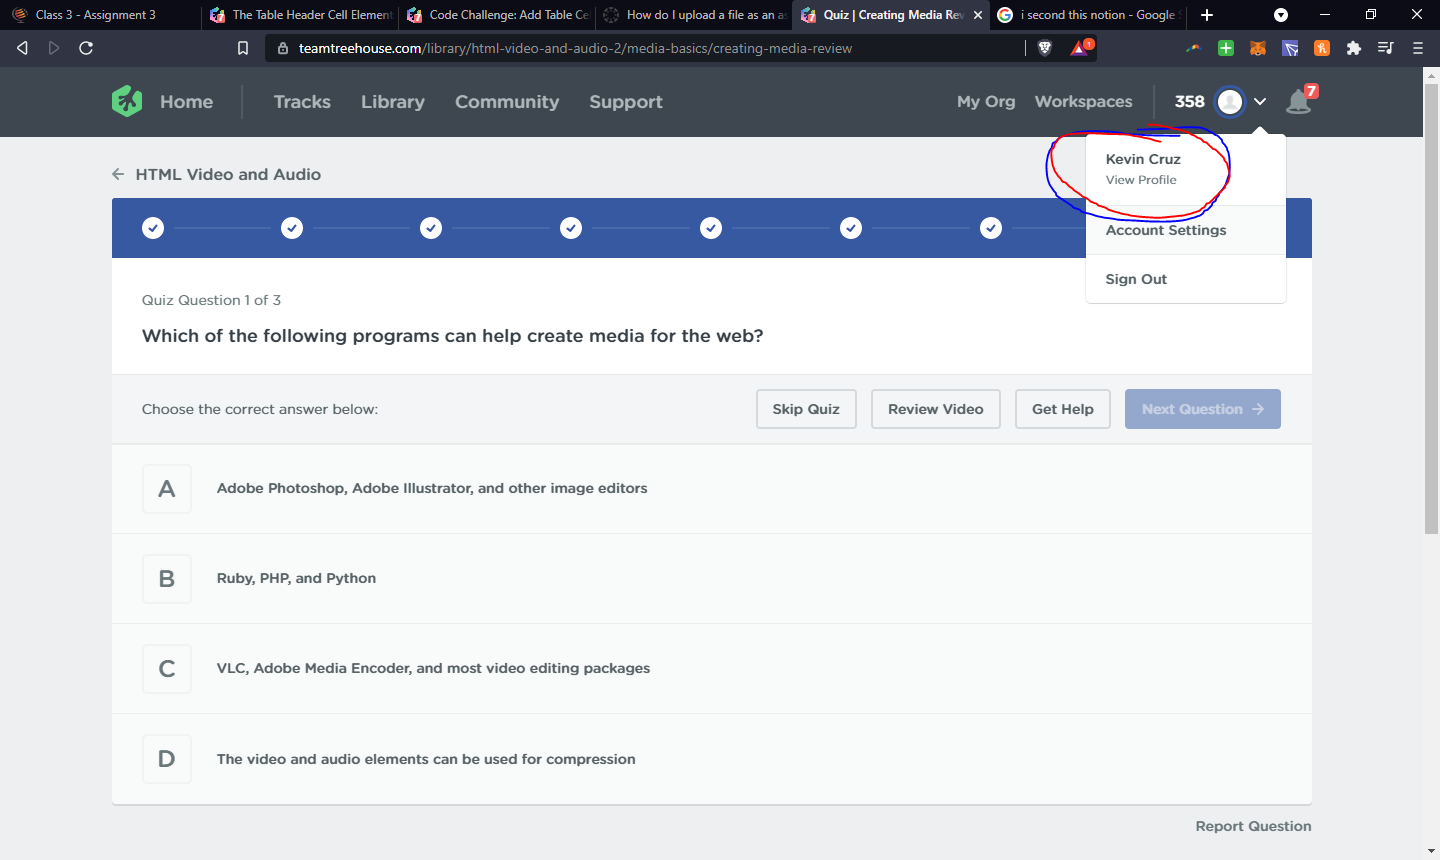 Class 3 - Assignment 3
The Table Header Cell Element
Code Challenge: Add Table Ce
How do I upload a file as an as
Quiz | Creating Media Rev
i second this notion - Google S
teamtreehouse.com/library/html-video-and-audio-2/media-basics/creating-media-review
1
Home
Tracks
Library
Community
Support
My Org
Workspaces
358
7
Kevin Cruz
View Profile
Account Settings
Sign Out
HTML Video and Audio
Quiz Question 1 of 3
Which of the following programs can help create media for the web?
Choose the correct answer below:
Skip Quiz
Review Video
Get Help
Next Question
A
Adobe Photoshop, Adobe Illustrator, and other image editors
B
Ruby, PHP, and Python
C
VLC, Adobe Media Encoder, and most video editing packages
D
The video and audio elements can be used for compression
Report Question